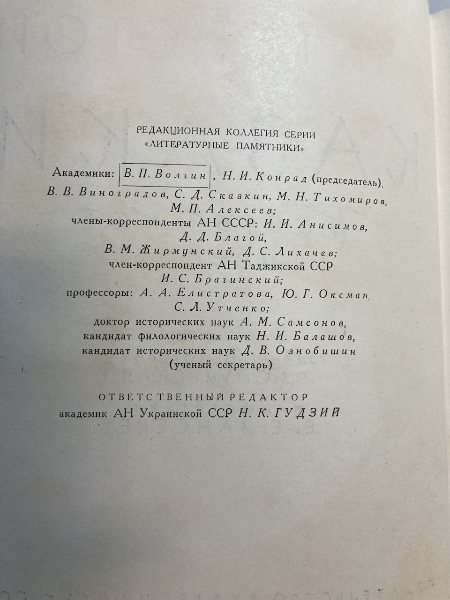 РЕДАКЦИОННАЯ КОЛЛЕГИЯ СЕРИИ
«ЛИТЕРАТУРНЫЕ ПАМЯТНИКИ»
Академики: В. П. Волгин, Н. И. Конрад (председатель),
В. В. Виноградов, С. Д. Сказкин, М. Н. Тихомиров,
М. П. Алексеев;
члены-корреспонденты АН СССР: И. И. Анисимов,
Д. Д. Благой,
В. М. Жирмунский, Д. С. Лихачев;
член-корреспондент АН Таджикской ССР
И. С. Брагинский;
профессоры: А. А. Елистратова, Ю. Г. Оксман,
С. Л. Утченко;
доктор исторических наук А. М. Самсонов,
кандидат филологических наук Н. И. Балашов,
кандидат исторических наук Д. В. Ознобишин
(ученый секретарь)
ОТВЕТСТВЕННЫЙ РЕДАКТОР
академик АН Украинской ССР Н. К. ГУДЗИЙ